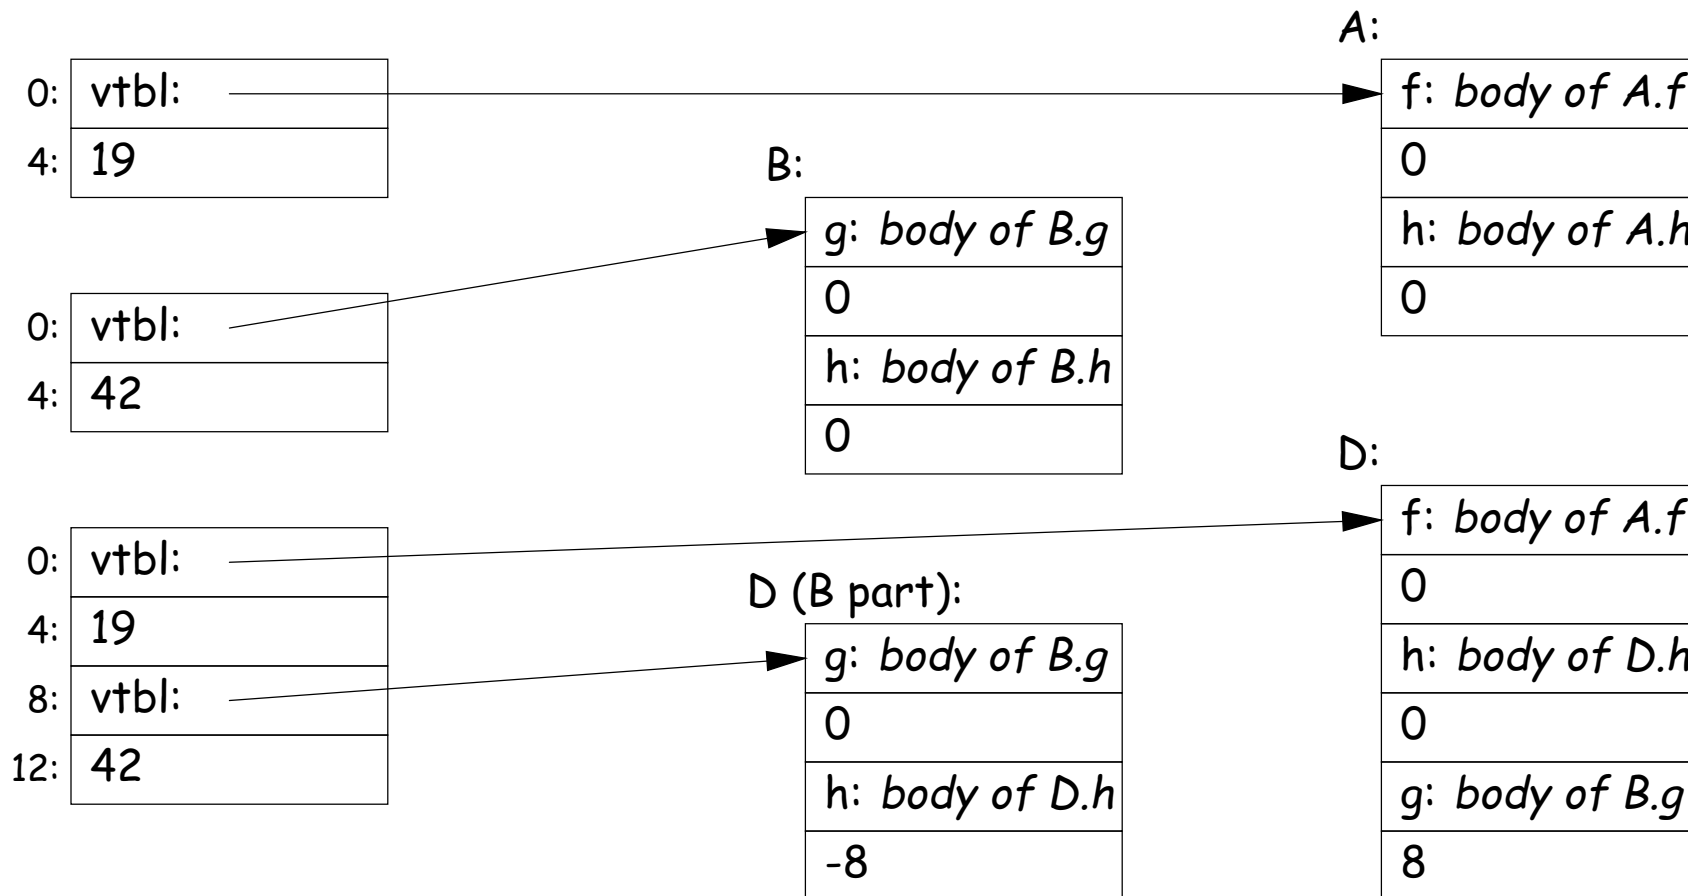 A:
0: vtbl:
4: 19
f: body of A.f
0
h: body of A.h
0
B:
g: body of B.g
0
h: body of B.h
0
0: vtbl:
4: 42
D:
f: body of A.f
0
h: body of D.h
0
g: body of B.g
8
0: vtbl:
4: 19
8: vtbl:
12: 42
D (B part):
g: body of B.g
0
h: body of D.h
-8